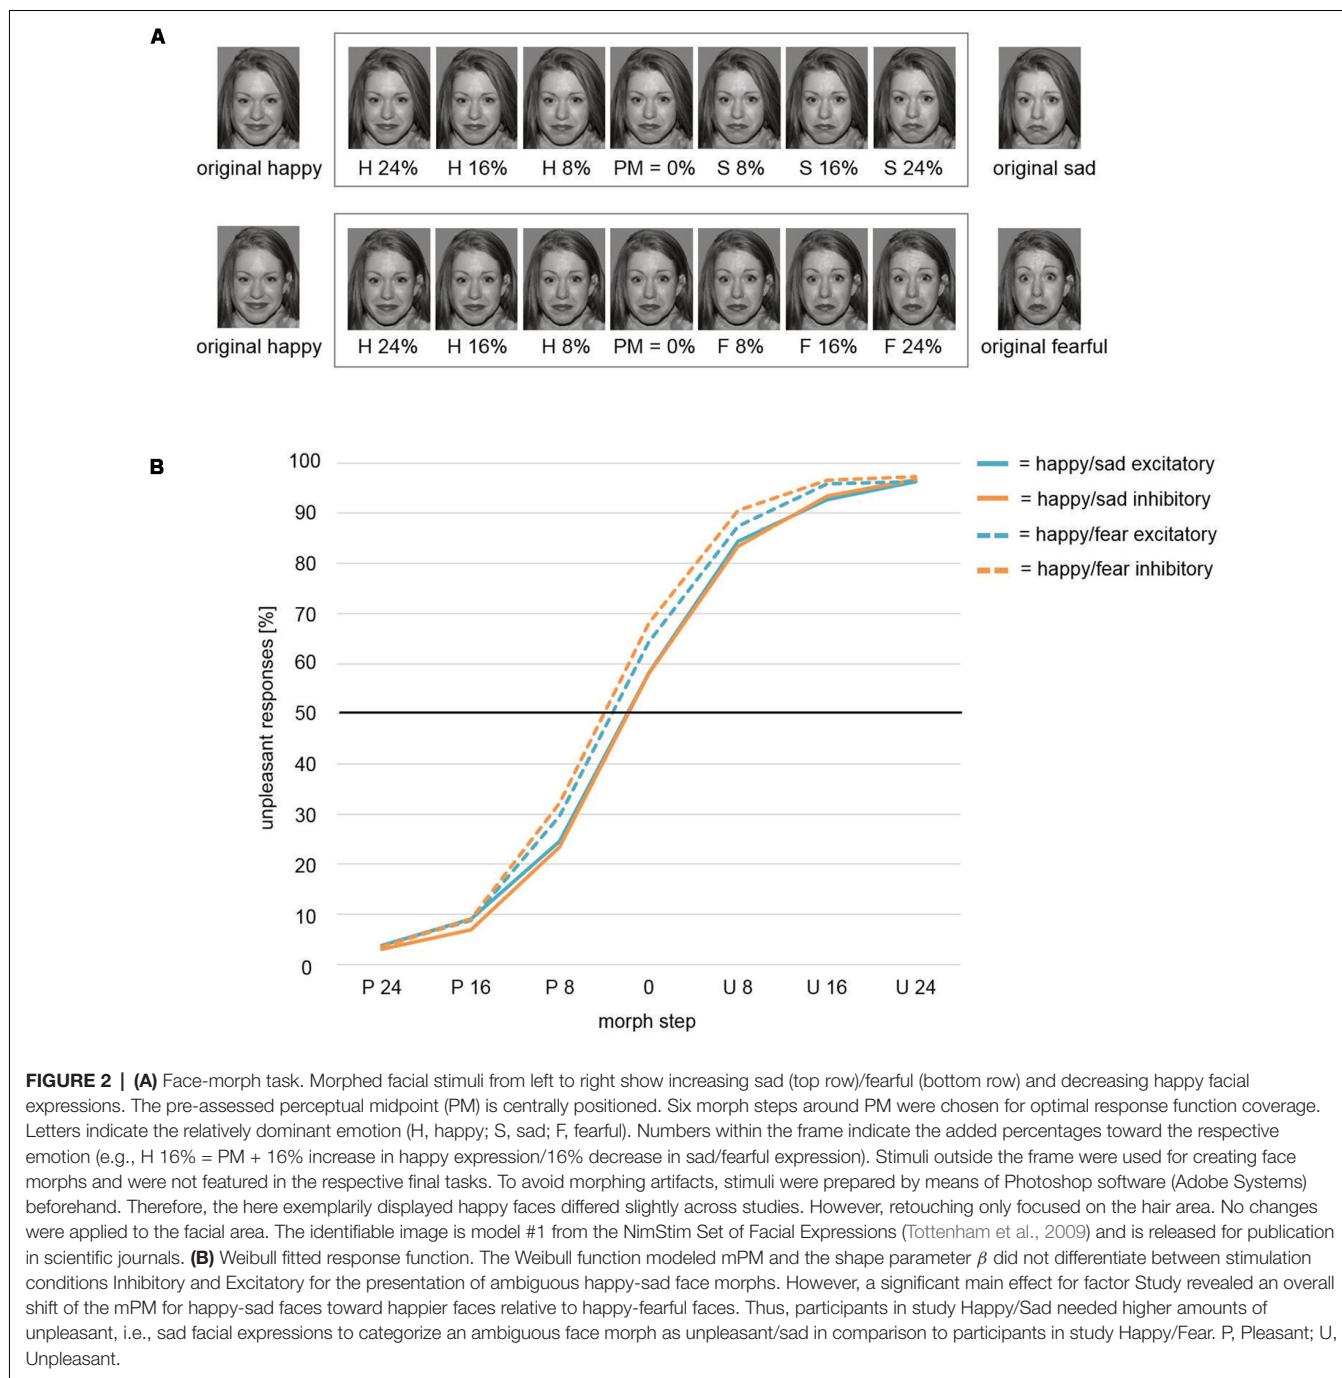 A
original happy
H 24% H 16% H 8% PM = 0% S 8% S 16% S 24%
original sad
original happy
H 24% H 16% H 8% PM = 0% F 8% F 16% F 24%
original fearful
B
100
90
80
70
60
50
40
30
20
10
0
unpleasant responses [%]
P 24 P 16 P 8 0 U 8 U 16 U 24
morph step
= happy/sad excitatory
= happy/sad inhibitory
= happy/fear excitatory
= happy/fear inhibitory
FIGURE 2 | (A) Face-morph task. Morphed facial stimuli from left to right show increasing sad (top row)/fearful (bottom row) and decreasing happy facial
expressions. The pre-assessed perceptual midpoint (PM) is centrally positioned. Six morph steps around PM were chosen for optimal response function coverage.
Letters indicate the relatively dominant emotion (H, happy; S, sad; F, fearful). Numbers within the frame indicate the added percentages toward the respective
emotion (e.g., H 16% = PM + 16% increase in happy expression/16% decrease in sad/fearful expression). Stimuli outside the frame were used for creating face
morphs and were not featured in the respective final tasks. To avoid morphing artifacts, stimuli were prepared by means of Photoshop software (Adobe Systems)
beforehand. Therefore, the here exemplarily displayed happy faces differed slightly across studies. However, retouching only focused on the hair area. No changes
were applied to the facial area. The identifiable image is model #1 from the NimStim Set of Facial Expressions (Tottenham et al., 2009) and is released for publication
in scientific journals. (B) Weibull fitted response function. The Weibull function modeled mPM and the shape parameter β did not differentiate between stimulation
conditions Inhibitory and Excitatory for the presentation of ambiguous happy-sad face morphs. However, a significant main effect for factor Study revealed an overall
shift of the mPM for happy-sad faces toward happier faces relative to happy-fearful faces. Thus, participants in study Happy/Sad needed higher amounts of
unpleasant, i.e., sad facial expressions to categorize an ambiguous face morph as unpleasant/sad in comparison to participants in study Happy/Fear. P, Pleasant; U,
Unpleasant.